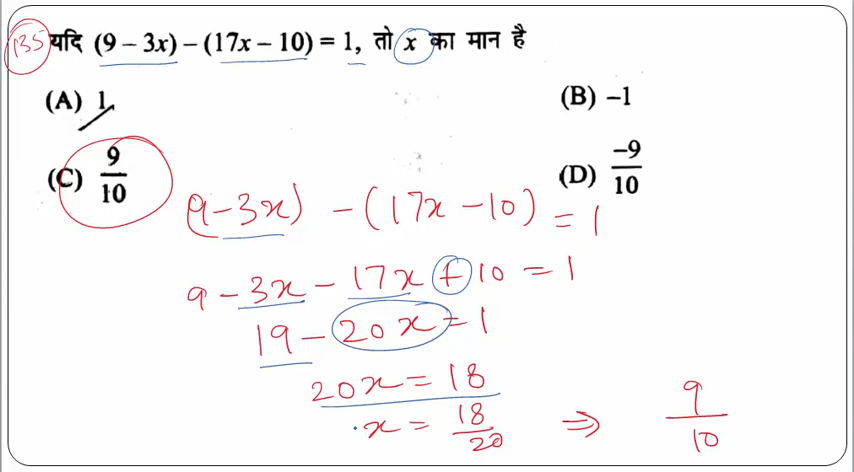 135 यदि (9 – 3x) – (17x – 10) = 1, तो x का मान है
(A) 1 (B) –1
(C) 9/10 (D) –9/10
(9 – 3x) – (17x – 10) = 1
9 – 3x – 17x + 10 = 1
19 – 20x = 1
20x = 18
x = 18/20 ⇒ 9/10